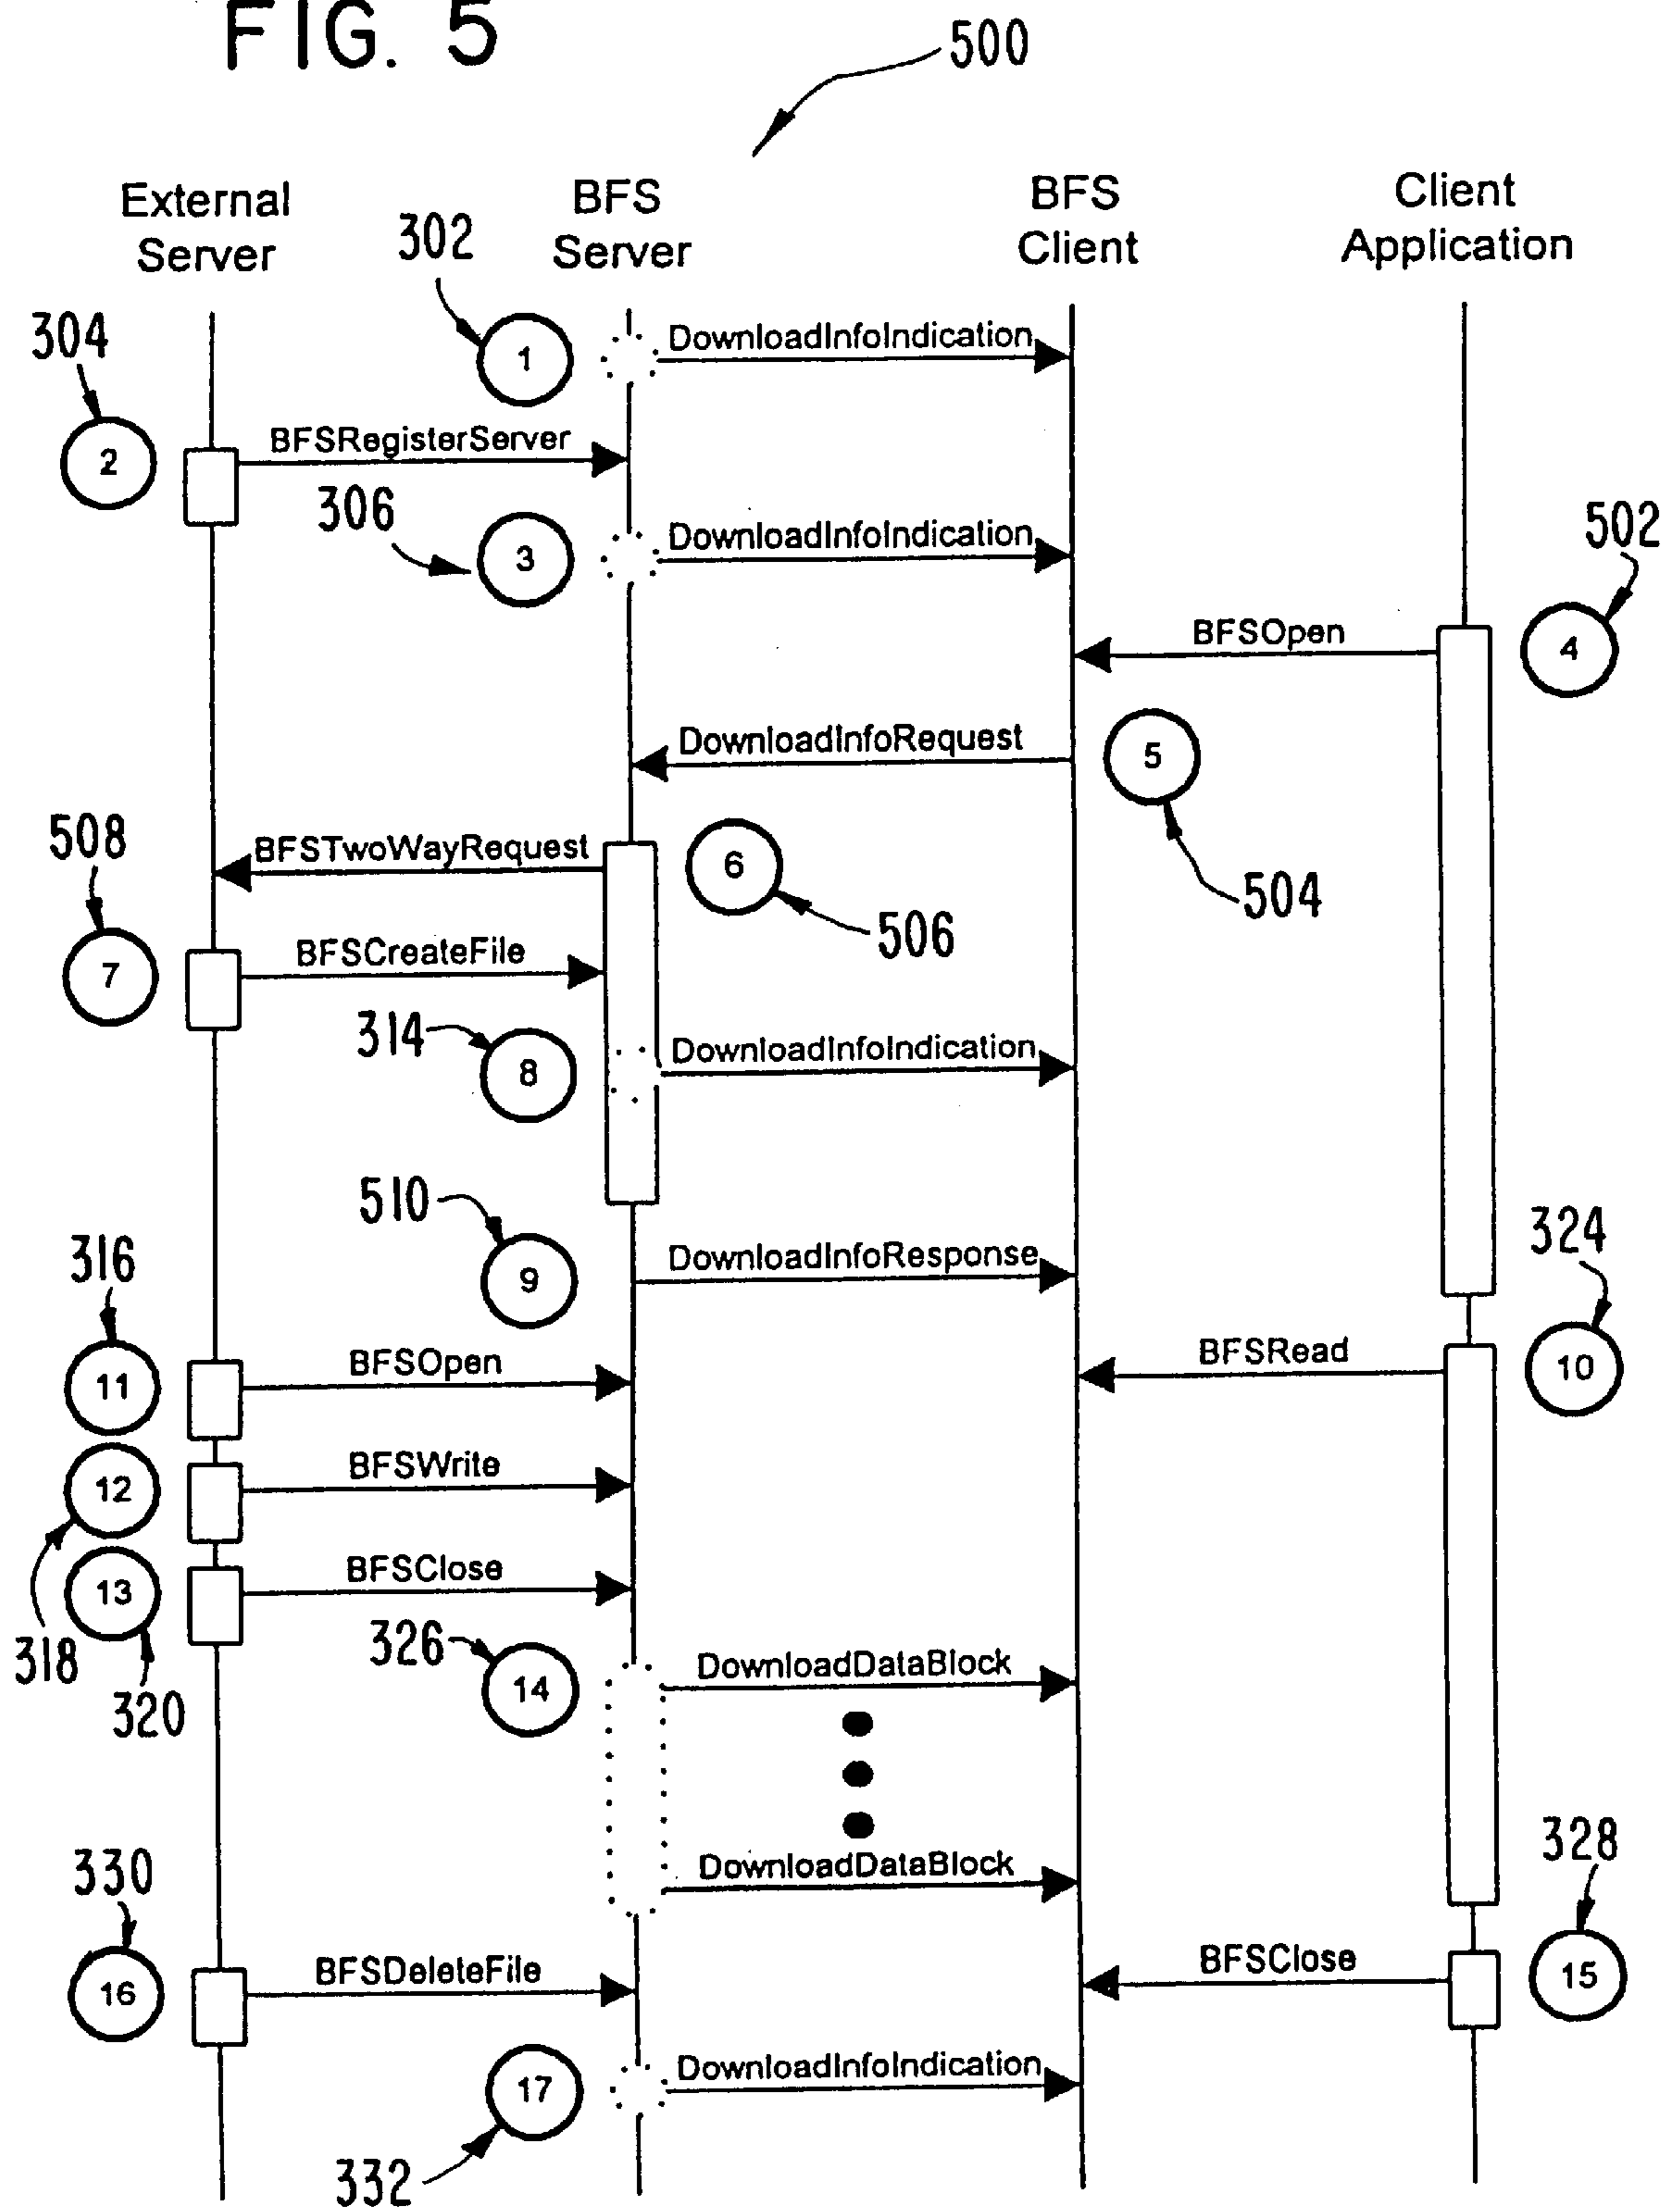 FIG. 5
500
External
Server
BFS
Server
BFS
Client
Client
Application
302
1
DownloadInfoIndication
304
2
BFSRegisterServer
306
3
DownloadInfoIndication
502
BFSOpen
4
DownloadInfoRequest
5
504
508
BFSTwoWayRequest
6
506
7
BFSCreateFile
314
8
DownloadInfoIndication
510
9
DownloadInfoResponse
324
BFSRead
10
316
11
BFSOpen
12
BFSWrite
318
13
BFSClose
320
326
14
DownloadDataBlock
DownloadDataBlock
328
BFSClose
15
330
16
BFSDeleteFile
17
DownloadInfoIndication
332